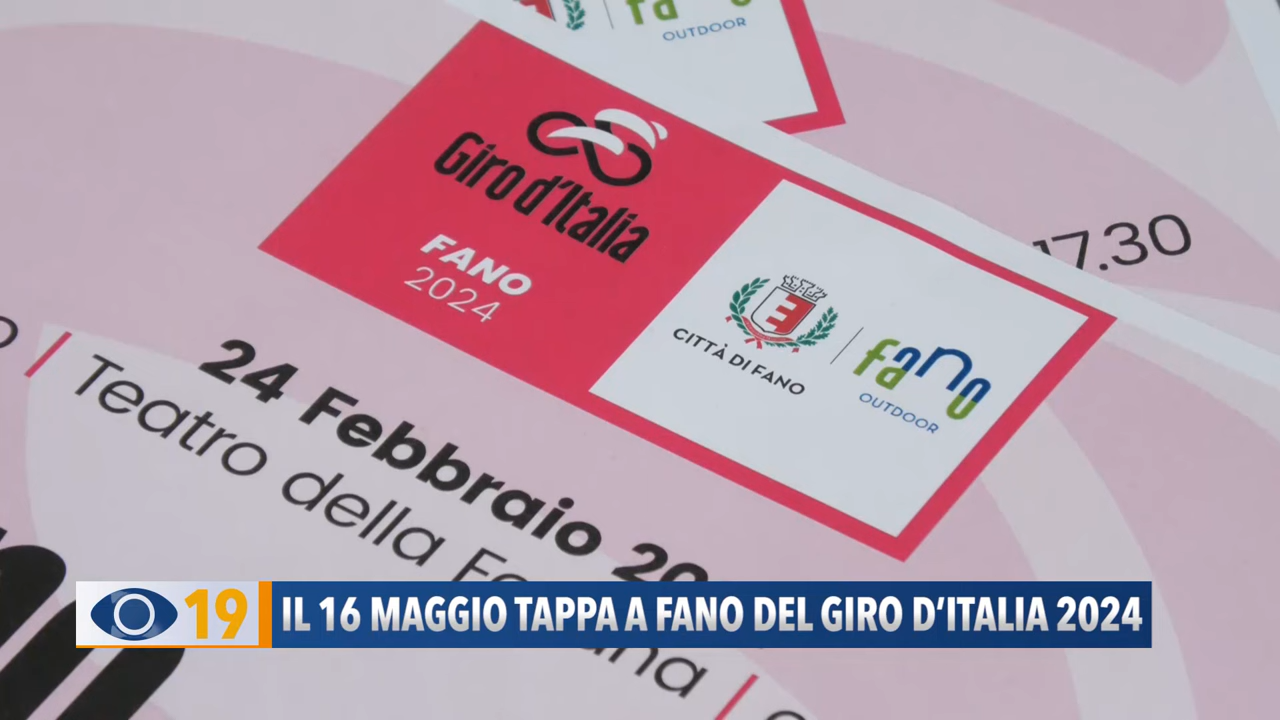 OUTDOOR
Giro d'Italia
FANO
2024
17.30
CITTÀ DI FANO
fano
OUTDOOR
24 Febbraio 20
Teatro della
19
IL 16 MAGGIO TAPPA A FANO DEL GIRO D'ITALIA 2024